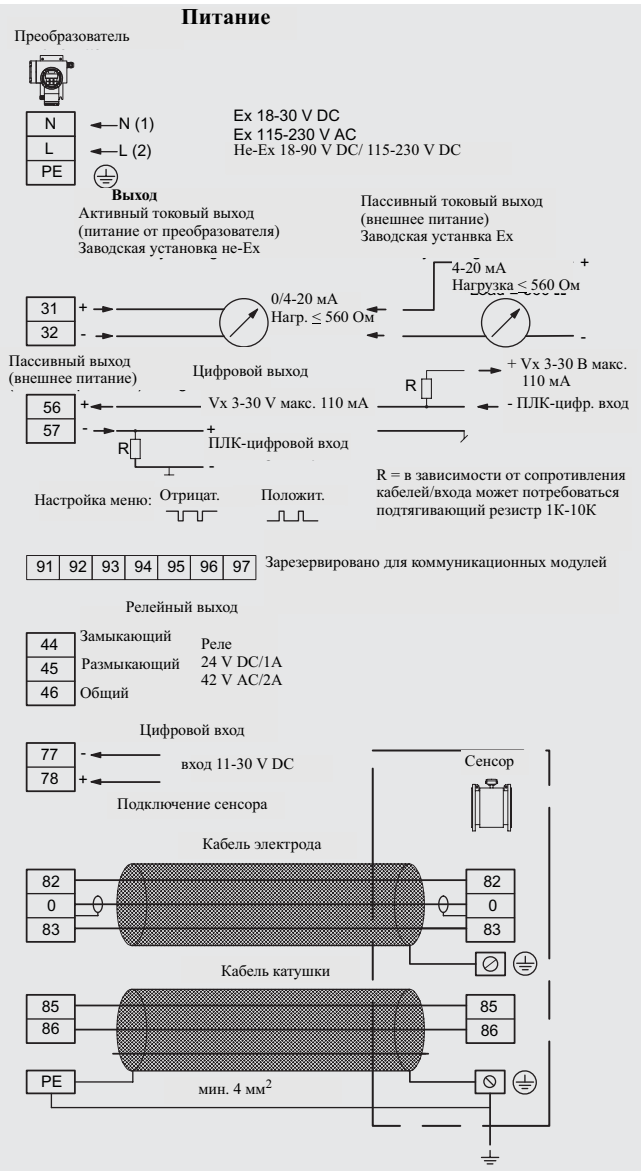 Питание
Преобразователь
N
N (1)
L
L (2)
PE
Ex 18-30 V DC
Ex 115-230 V AC
Не-Ex 18-90 V DC/ 115-230 V DC
Выход
Активный токовый выход
(питание от преобразователя)
Заводская установка не-Ex
Пассивный токовый выход
(внешнее питание)
Заводская устанвка Ex
31
+
32
-
0/4-20 мА
Нагр. ≤ 560 Ом
4-20 мА
Нагрузка ≤ 560 Ом
+
-
Пассивный выход
(внешнее питание)
Цифровой выход
56
+
57
-
Vx 3-30 V макс. 110 мА
R
+ Vx 3-30 В макс.
110 мА
- ПЛК-цифр. вход
R
+
ПЛК-цифровой вход
-
R = в зависимости от сопротивления
кабелей/входа может потребоваться
подтягивающий резистр 1К-10К
Настройка меню:
Отрицат.
Положит.
91 92 93 94 95 96 97
Зарезервировано для коммуникационных модулей
Релейный выход
44
Замыкающий
45
Размыкающий
46
Общий
Реле
24 V DC/1A
42 V AC/2A
Цифровой вход
77
-
78
+
вход 11-30 V DC
Сенсор
Подключение сенсора
Кабель электрода
82
0
83
82
0
83
Кабель катушки
85
86
85
86
PE
мин. 4 мм²